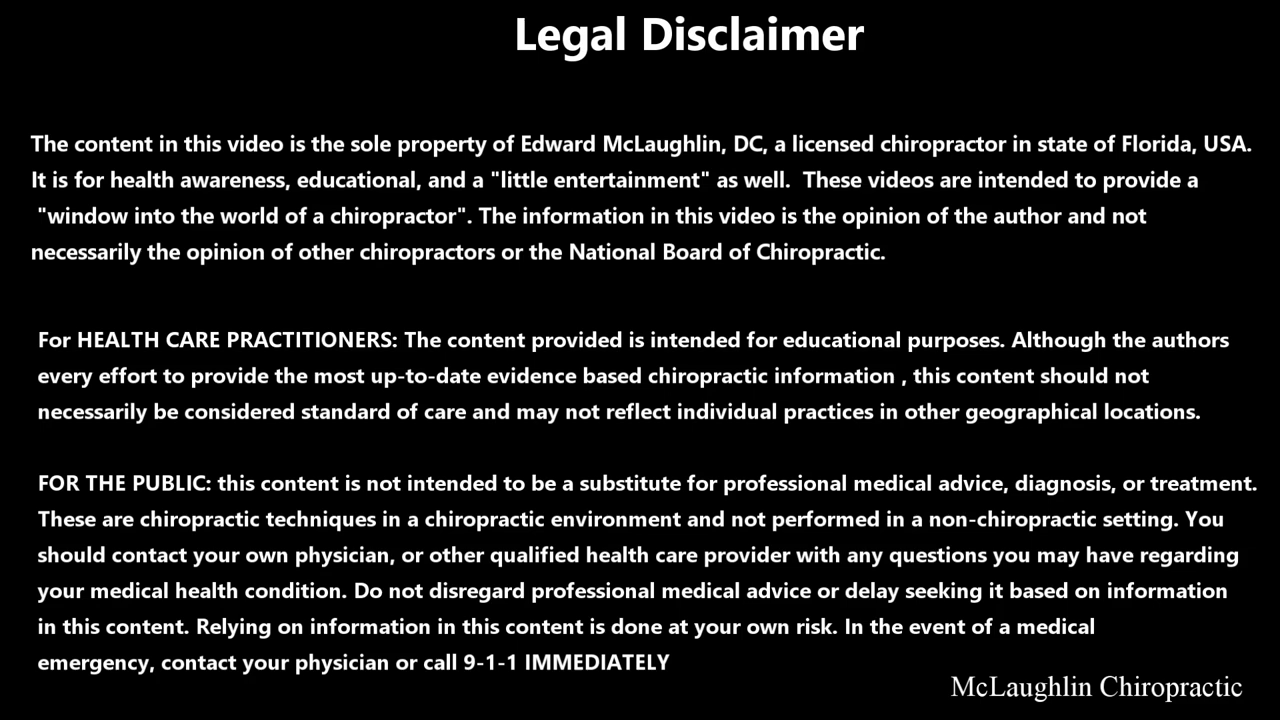 Legal Disclaimer
The content in this video is the sole property of Edward McLaughlin, DC, a licensed chiropractor in state of Florida, USA.
It is for health awareness, educational, and a "little entertainment" as well.  These videos are intended to provide a
"window into the world of a chiropractor". The information in this video is the opinion of the author and not
necessarily the opinion of other chiropractors or the National Board of Chiropractic.
For HEALTH CARE PRACTITIONERS: The content provided is intended for educational purposes. Although the authors
every effort to provide the most up-to-date evidence based chiropractic information , this content should not
necessarily be considered standard of care and may not reflect individual practices in other geographical locations.
FOR THE PUBLIC: this content is not intended to be a substitute for professional medical advice, diagnosis, or treatment.
These are chiropractic techniques in a chiropractic environment and not performed in a non-chiropractic setting. You
should contact your own physician, or other qualified health care provider with any questions you may have regarding
your medical health condition. Do not disregard professional medical advice or delay seeking it based on information
in this content. Relying on information in this content is done at your own risk. In the event of a medical
emergency, contact your physician or call 9-1-1 IMMEDIATELY
McLaughlin Chiropractic